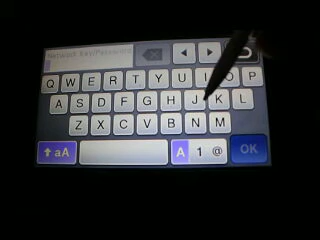 Network Key/Password
Q W E R T Y U I O P
A S D F G H J K L
Z X C V B N M
aA A 1 @ OK